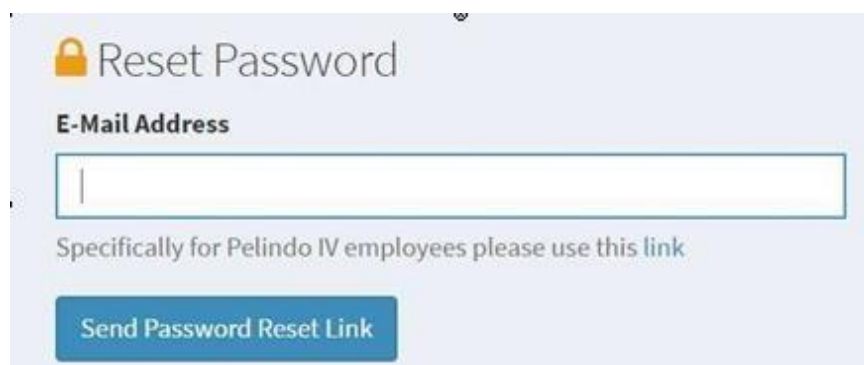 Reset Password
E-Mail Address
Specifically for Pelindo IV employees please use this link
Send Password Reset Link